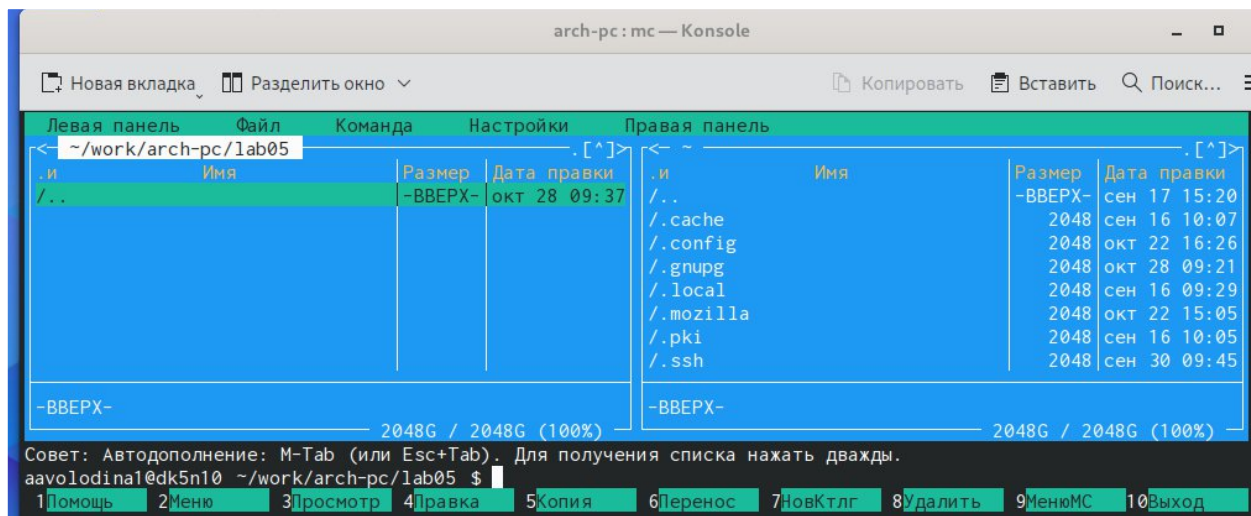 arch-pc : mc — Konsole
Новая вкладка Разделить окно Копировать Вставить Поиск...
Левая панель Файл Команда Настройки Правая панель
<- ~/work/arch-pc/lab05 .[^]> <- ~ .[^]>
.и Имя Размер Дата правки .и Имя Размер Дата правки
/.. -ВВЕРХ- окт 28 09:37 /.. -ВВЕРХ- сен 17 15:20
/.cache 2048 сен 16 10:07
/.config 2048 окт 22 16:26
/.gnupg 2048 окт 28 09:21
/.local 2048 сен 16 09:29
/.mozilla 2048 окт 22 15:05
/.pki 2048 сен 16 10:05
/.ssh 2048 сен 30 09:45
-ВВЕРХ- -ВВЕРХ-
2048G / 2048G (100%) 2048G / 2048G (100%)
Совет: Автодополнение: M-Tab (или Esc+Tab). Для получения списка нажать дважды.
aavolodina1@dk5n10 ~/work/arch-pc/lab05 $
1Помощь 2Меню 3Просмотр 4Правка 5Копия 6Перенос 7НовКтлг 8Удалить 9МенюMC 10Выход